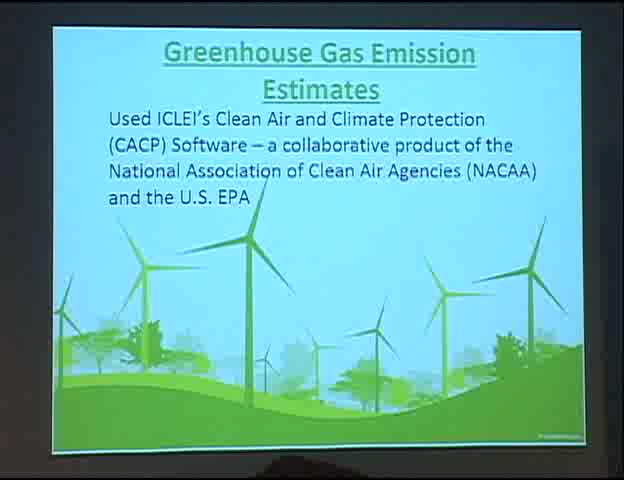 Greenhouse Gas Emission
Estimates
Used ICLEI's Clean Air and Climate Protection
(CACP) Software – a collaborative product of the
National Association of Clean Air Agencies (NACAA)
and the U.S. EPA